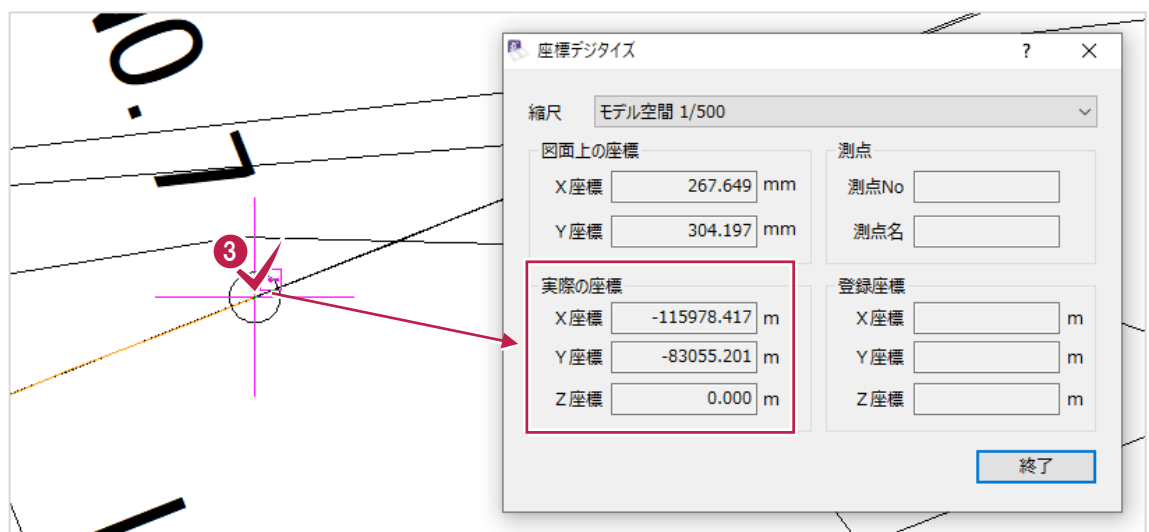 0.
L
3
座標デジタイズ
?
縮尺 モデル空間 1/500
図面上の座標
X座標 267.649 mm
Y座標 304.197 mm
測点
測点No
測点名
実際の座標
X座標 -115978.417 m
Y座標 -83055.201 m
Z座標 0.000 m
登録座標
X座標 m
Y座標 m
Z座標 m
終了